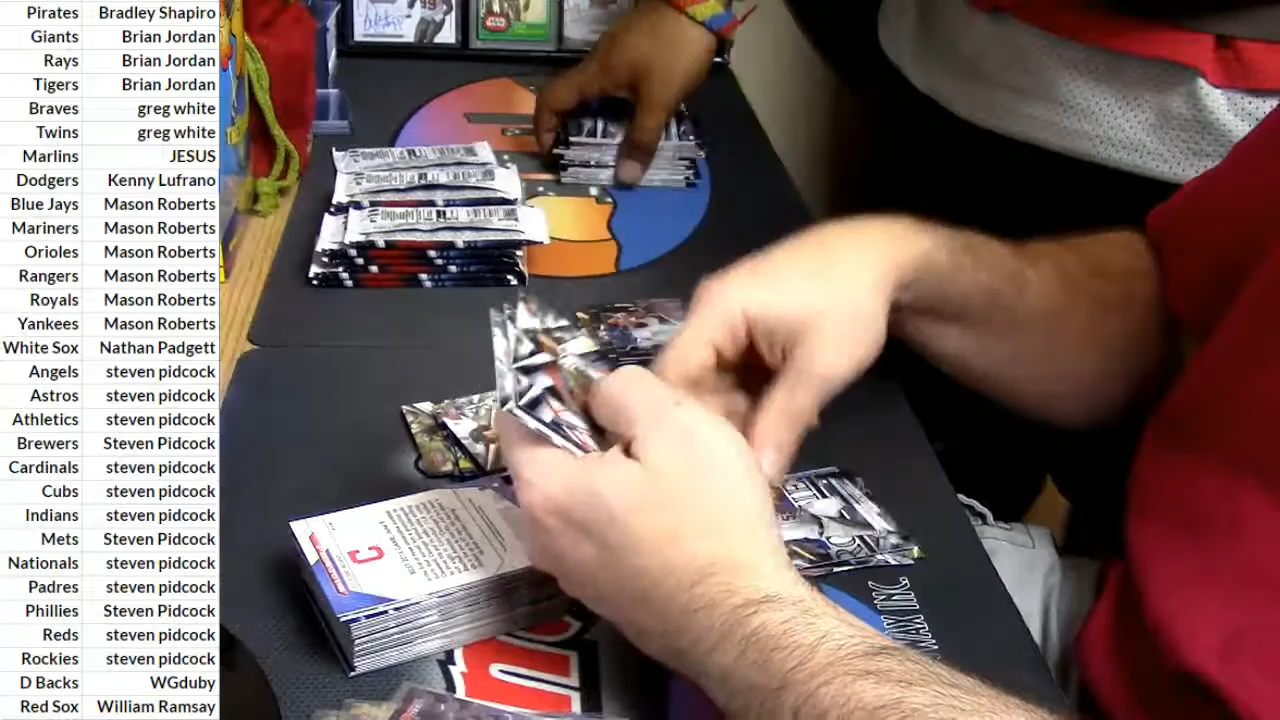 Pirates Bradley Shapiro
Giants Brian Jordan
Rays Brian Jordan
Tigers Brian Jordan
Braves greg white
Twins greg white
Marlins JESUS
Dodgers Kenny Lufrano
Blue Jays Mason Roberts
Mariners Mason Roberts
Orioles Mason Roberts
Rangers Mason Roberts
Royals Mason Roberts
Yankees Mason Roberts
White Sox Nathan Padgett
Angels steven pidcock
Astros steven pidcock
Athletics steven pidcock
Brewers Steven Pidcock
Cardinals steven pidcock
Cubs steven pidcock
Indians steven pidcock
Mets Steven Pidcock
Nationals steven pidcock
Padres steven pidcock
Phillies Steven Pidcock
Reds steven pidcock
Rockies steven pidcock
D Backs WGduby
Red Sox William Ramsay
WAX INC
C